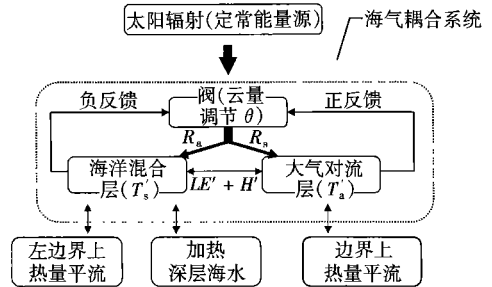 太阳辐射(定常能量源)
海气耦合系统
负反馈
阀(云量
调节θ)
正反馈
Ra
Rs
海洋混合
层(T's)
LE' + H'
大气对流
层(T'a)
左边界上
热量平流
加热
深层海水
边界上
热量平流